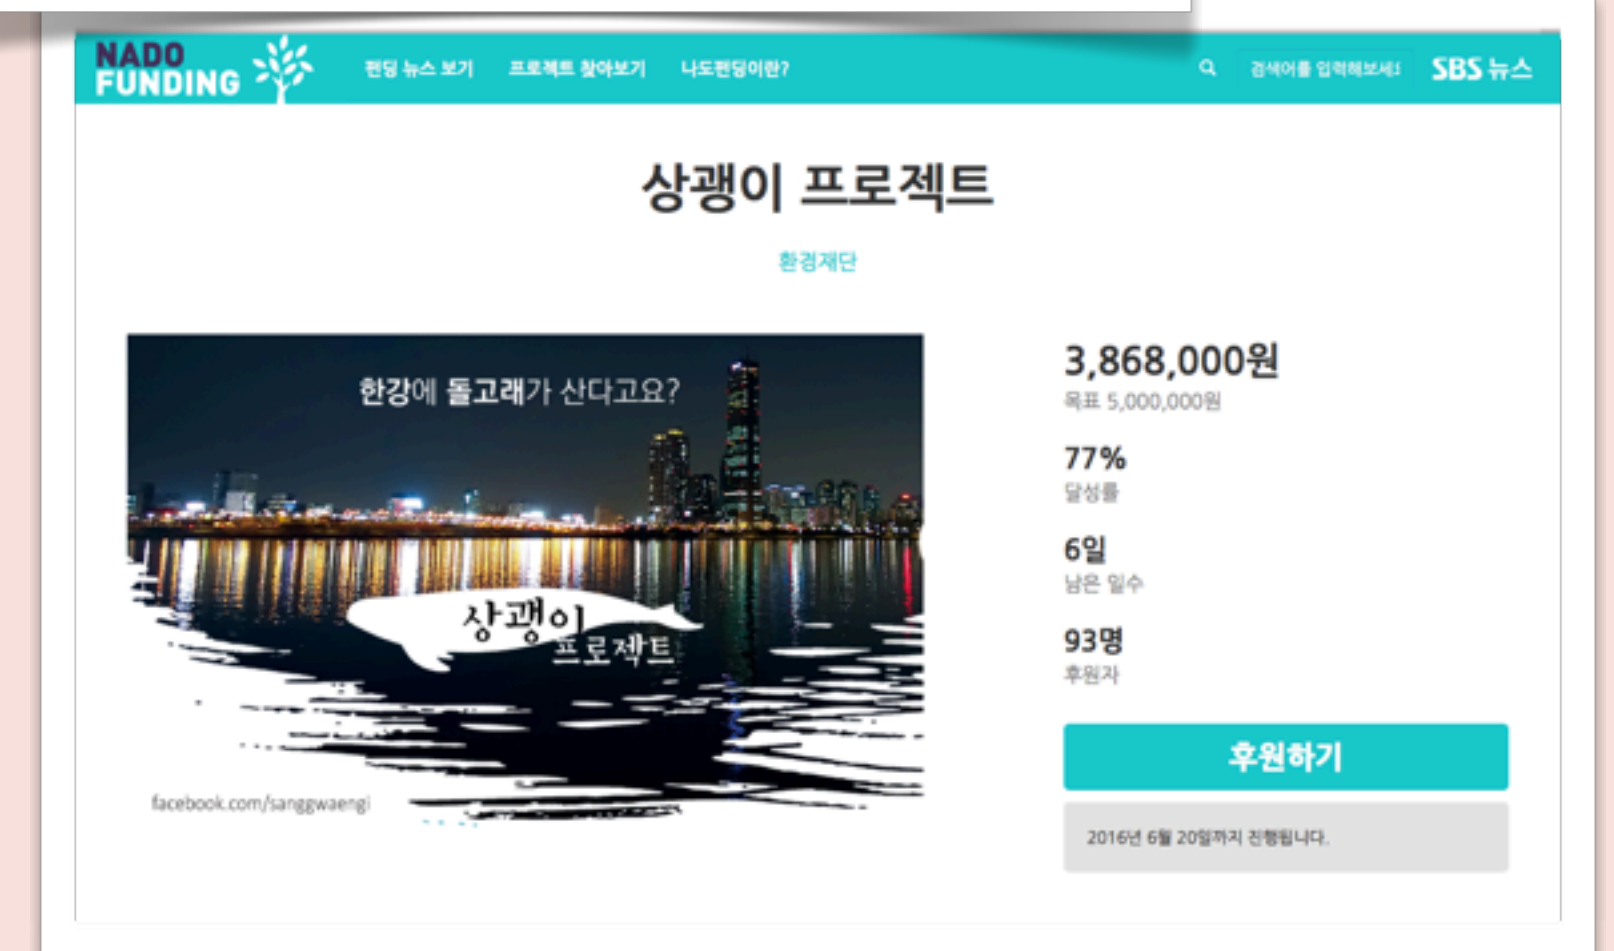 NADO
FUNDING
펀딩 뉴스 보기 프로젝트 찾아보기 나도펀딩이란?
검색어를 입력해보세요 SBS 뉴스
상괭이 프로젝트
환경재단
한강에 돌고래가 산다고요?
상괭이
프로젝트
facebook.com/sanggwaengi
3,868,000원
목표 5,000,000원
77%
달성률
6일
남은 일수
93명
후원자
후원하기
2016년 6월 20일까지 진행됩니다.